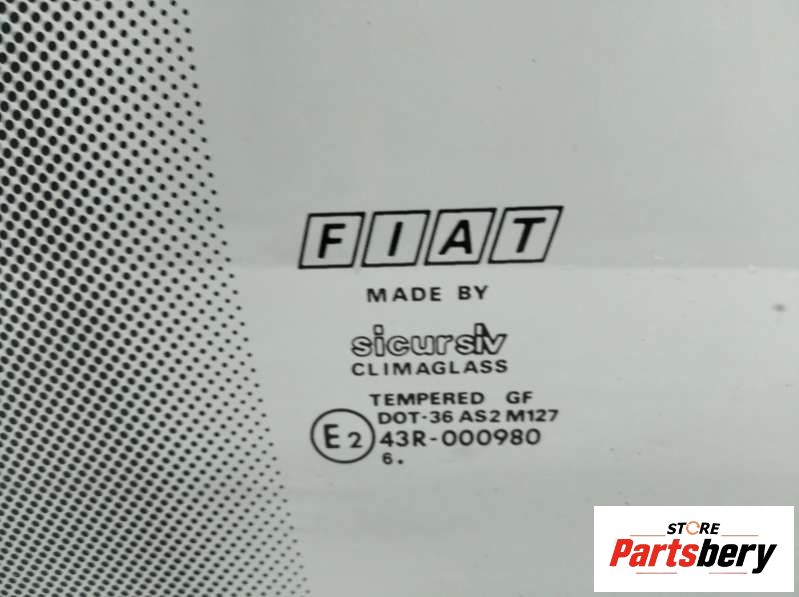 FIAT
MADE BY
sicursiv
CLIMAGLASS
TEMPERED GF
DOT-36 AS2 M127
E2 43R-000980
6.
STORE
Partsbery